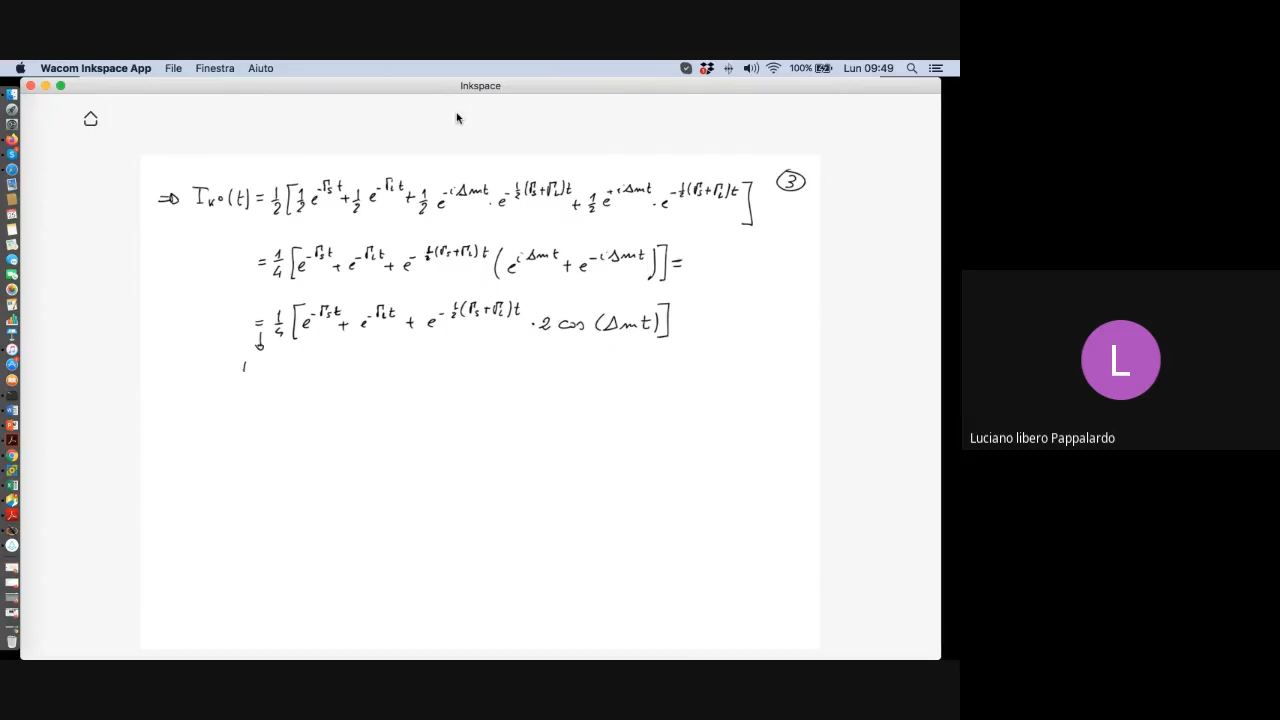 Wacom Inkspace App File Finestra Aiuto 100% Lun 09:49
Inkspace
⇒ I_{K⁰}(t) = 1/2 [ 1/2 e^{-Γ_S t} + 1/2 e^{-Γ_L t} + 1/2 e^{-iΔmt} · e^{-1/2(Γ_S+Γ_L)t} + 1/2 e^{+iΔmt} · e^{-1/2(Γ_S+Γ_L)t} ] ③
= 1/4 [ e^{-Γ_S t} + e^{-Γ_L t} + e^{-1/2(Γ_S+Γ_L)t} ( e^{iΔmt} + e^{-iΔmt} ) ] =
= 1/4 [ e^{-Γ_S t} + e^{-Γ_L t} + e^{-1/2(Γ_S+Γ_L)t} · 2 cos (Δmt) ]
L
Luciano libero Pappalardo